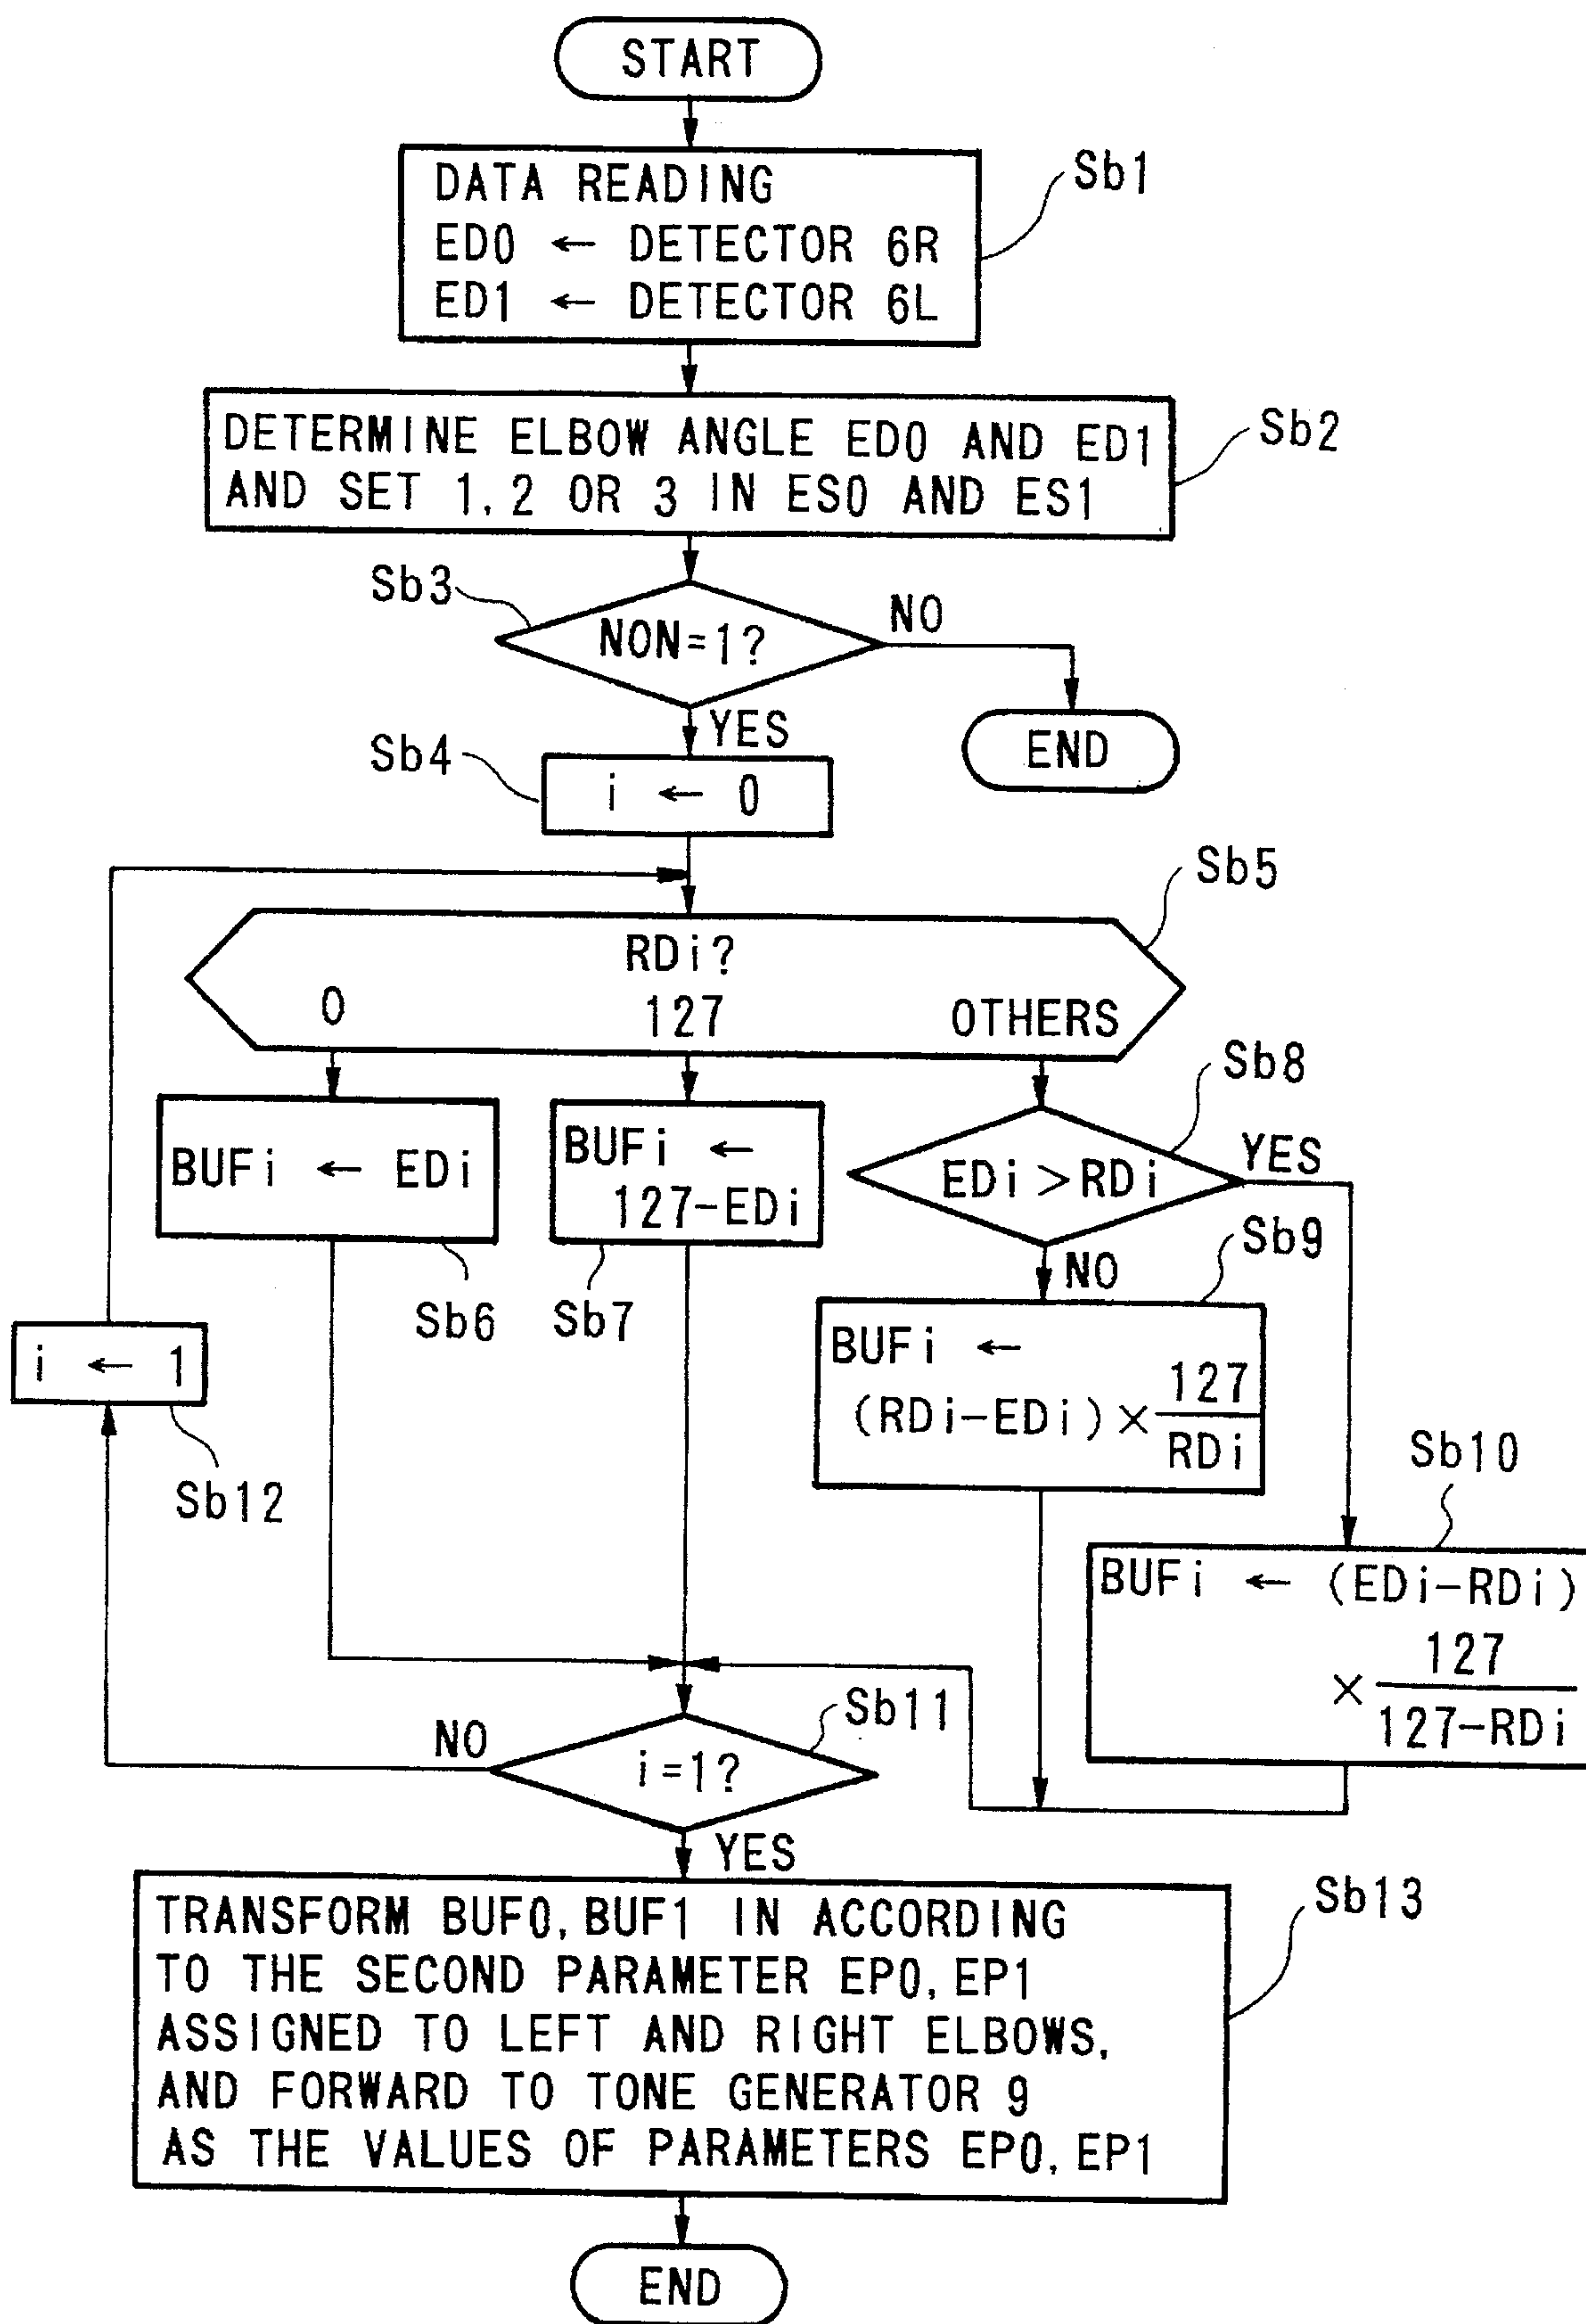 START
DATA READING
ED0 ← DETECTOR 6R
ED1 ← DETECTOR 6L
Sb1
DETERMINE ELBOW ANGLE ED0 AND ED1
AND SET 1, 2 OR 3 IN ES0 AND ES1
Sb2
Sb3
NON=1?
NO
END
YES
Sb4
i ← 0
Sb5
RDi?
0
127
OTHERS
Sb8
BUFi ← EDi
Sb6
BUFi ←
127-EDi
Sb7
EDi>RDi
YES
NO
Sb9
BUFi ←
(RDi-EDi) × 127
RDi
i ← 1
Sb12
Sb10
BUFi ← (EDi-RDi)
× 127
127-RDi
Sb11
NO
i=1?
YES
Sb13
TRANSFORM BUF0, BUF1 IN ACCORDING
TO THE SECOND PARAMETER EP0, EP1
ASSIGNED TO LEFT AND RIGHT ELBOWS,
AND FORWARD TO TONE GENERATOR 9
AS THE VALUES OF PARAMETERS EP0, EP1
END